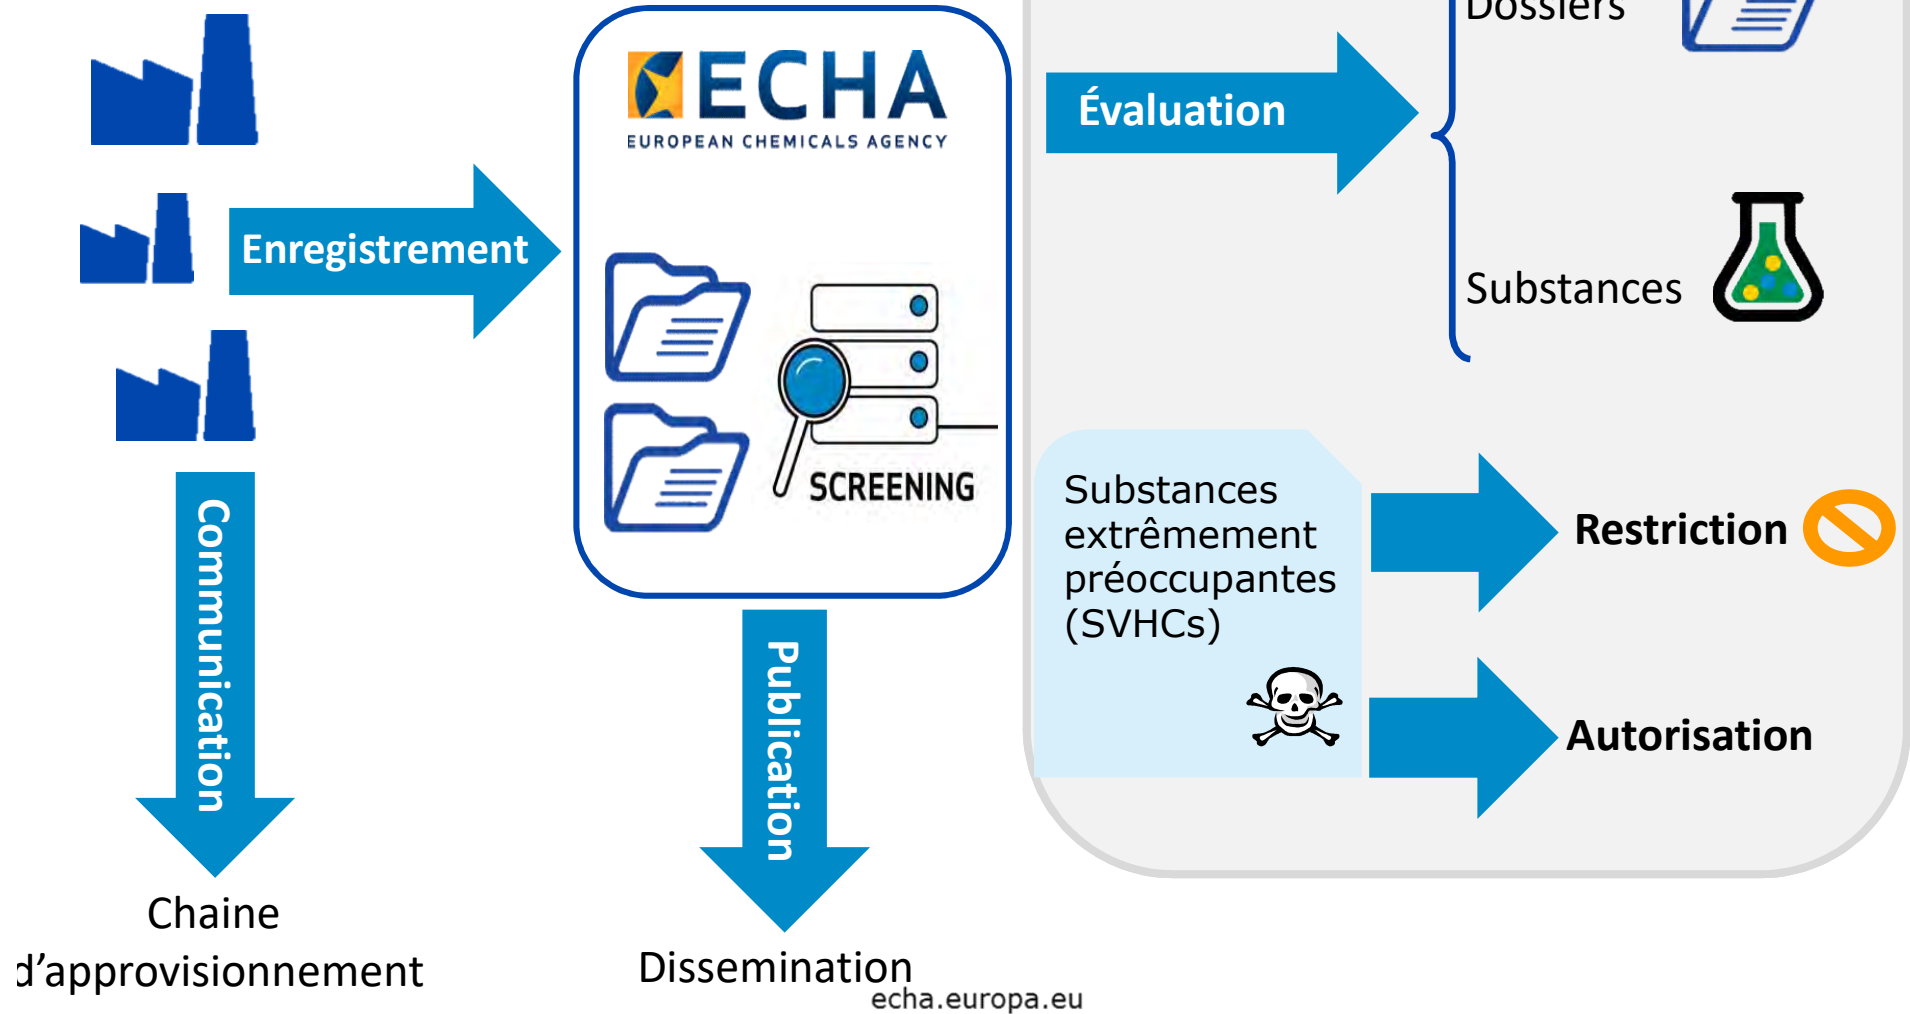 Dossiers
ECHA
EUROPEAN CHEMICALS AGENCY
Évaluation
Enregistrement
Substances
SCREENING
Substances
extrêmement
préoccupantes
(SVHCs)
Restriction
Autorisation
Communication
Publication
Chaine
d’approvisionnement
Dissemination
echa.europa.eu